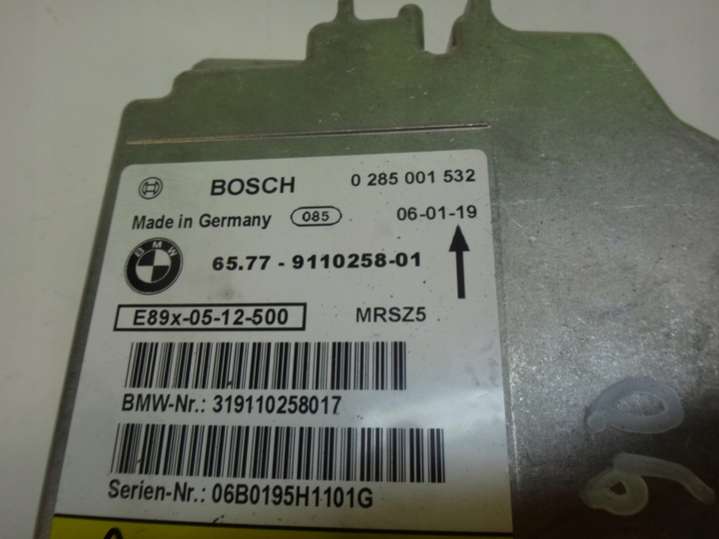 BOSCH 0 285 001 532
Made in Germany 085 06-01-19
BMW 65.77 - 9110258-01
E89x-05-12-500 MRSZ5
BMW-Nr.: 319110258017
Serien-Nr.: 06B0195H1101G